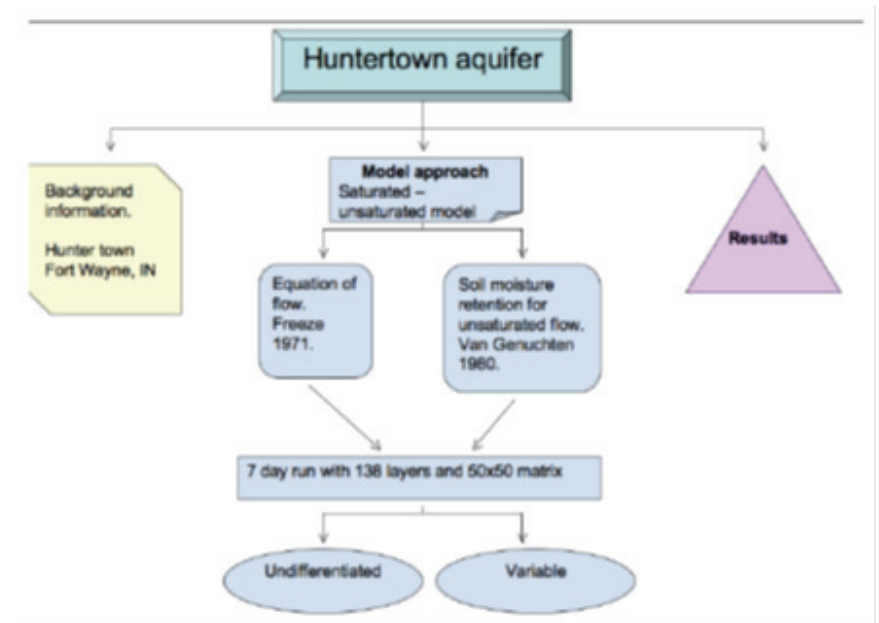 Huntertown aquifer
Background
information.
Hunter town
Fort Wayne, IN
Model approach
Saturated –
unsaturated model
Results
Equation of
flow.
Freeze
1971.
Soil moisture
retention for
unsaturated flow.
Van Genuchten
1980.
7 day run with 138 layers and 50x50 matrix
Undifferentiated
Variable